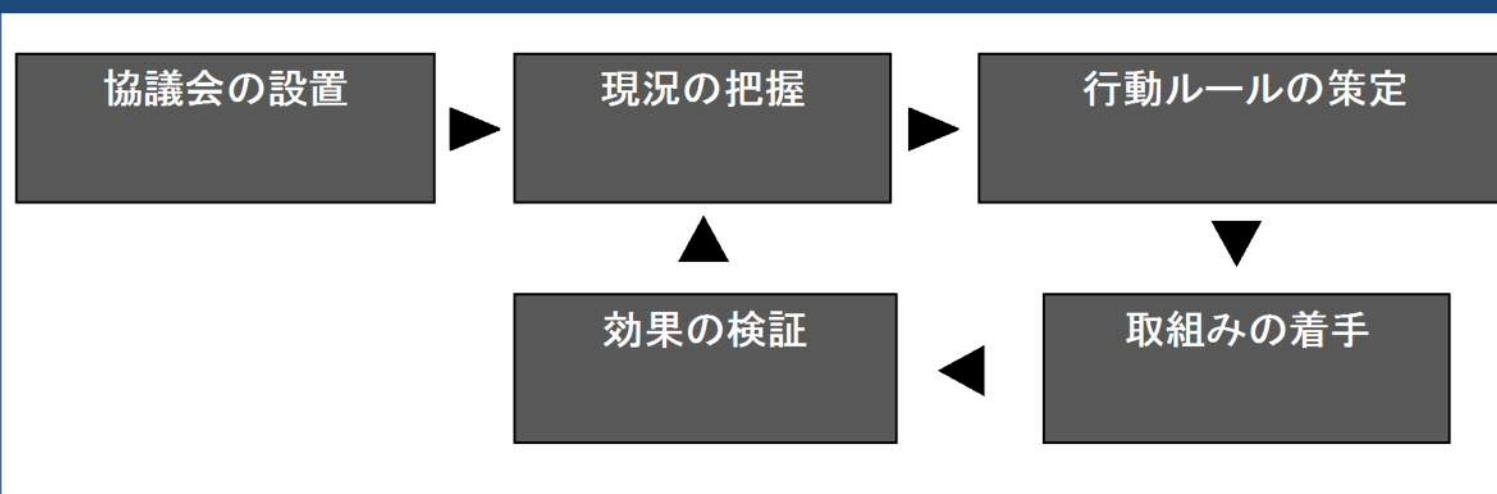 協議会の設置
現況の把握
行動ルールの策定
取組みの着手
効果の検証